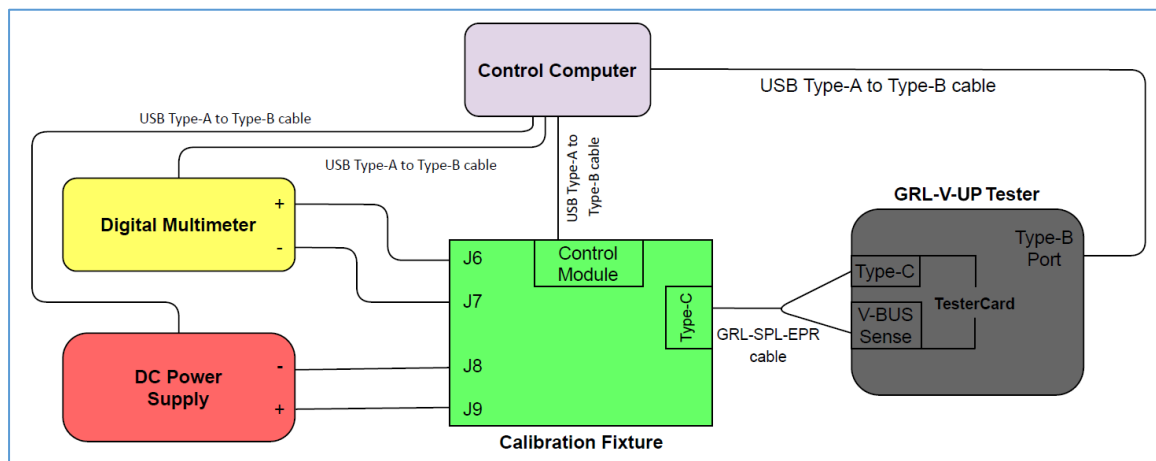 Control Computer
USB Type-A to Type-B cable
USB Type-A to Type-B cable
USB Type-A to Type-B cable
USB Type-A to
Type-B cable
Digital Multimeter
+
-
DC Power
Supply
-
+
J6
J7
J8
J9
Control
Module
Type-C
Calibration Fixture
GRL-SPL-EPR
cable
GRL-V-UP Tester
Type-B
Port
Type-C
TesterCard
V-BUS
Sense